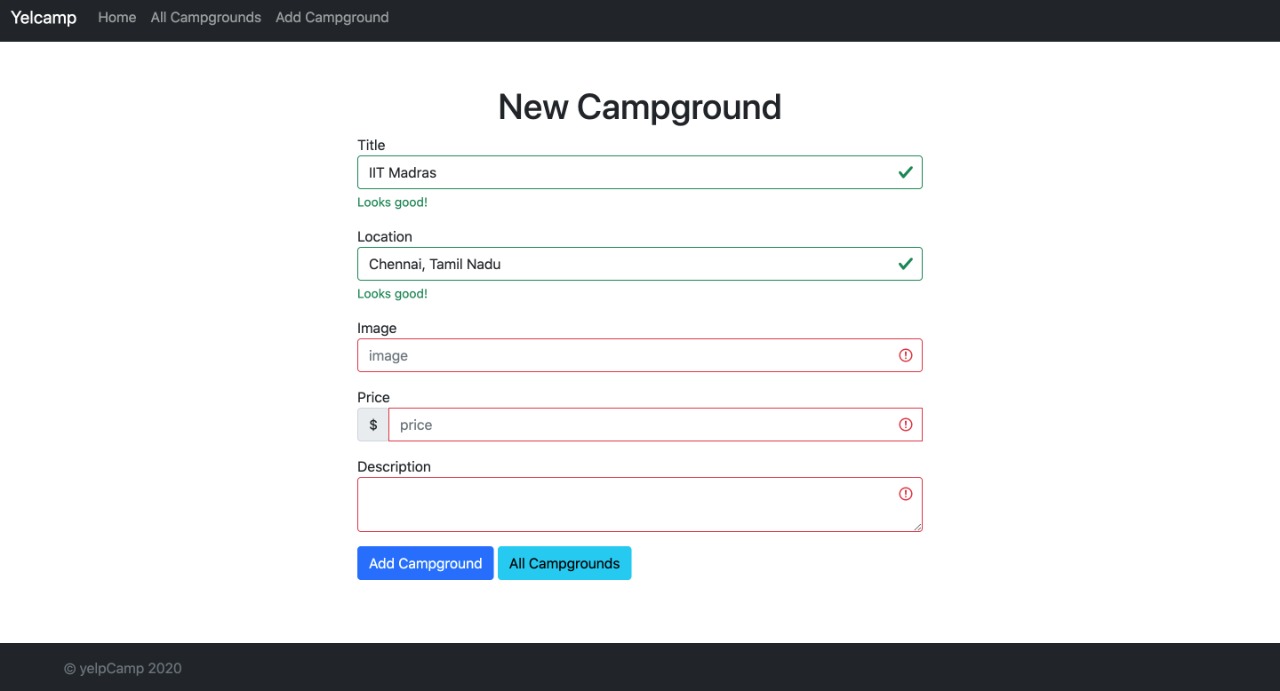 Yelcamp Home All Campgrounds Add Campground
New Campground
Title
IIT Madras
Looks good!
Location
Chennai, Tamil Nadu
Looks good!
Image
image
Price
$ price
Description
Add Campground All Campgrounds
© yelpCamp 2020